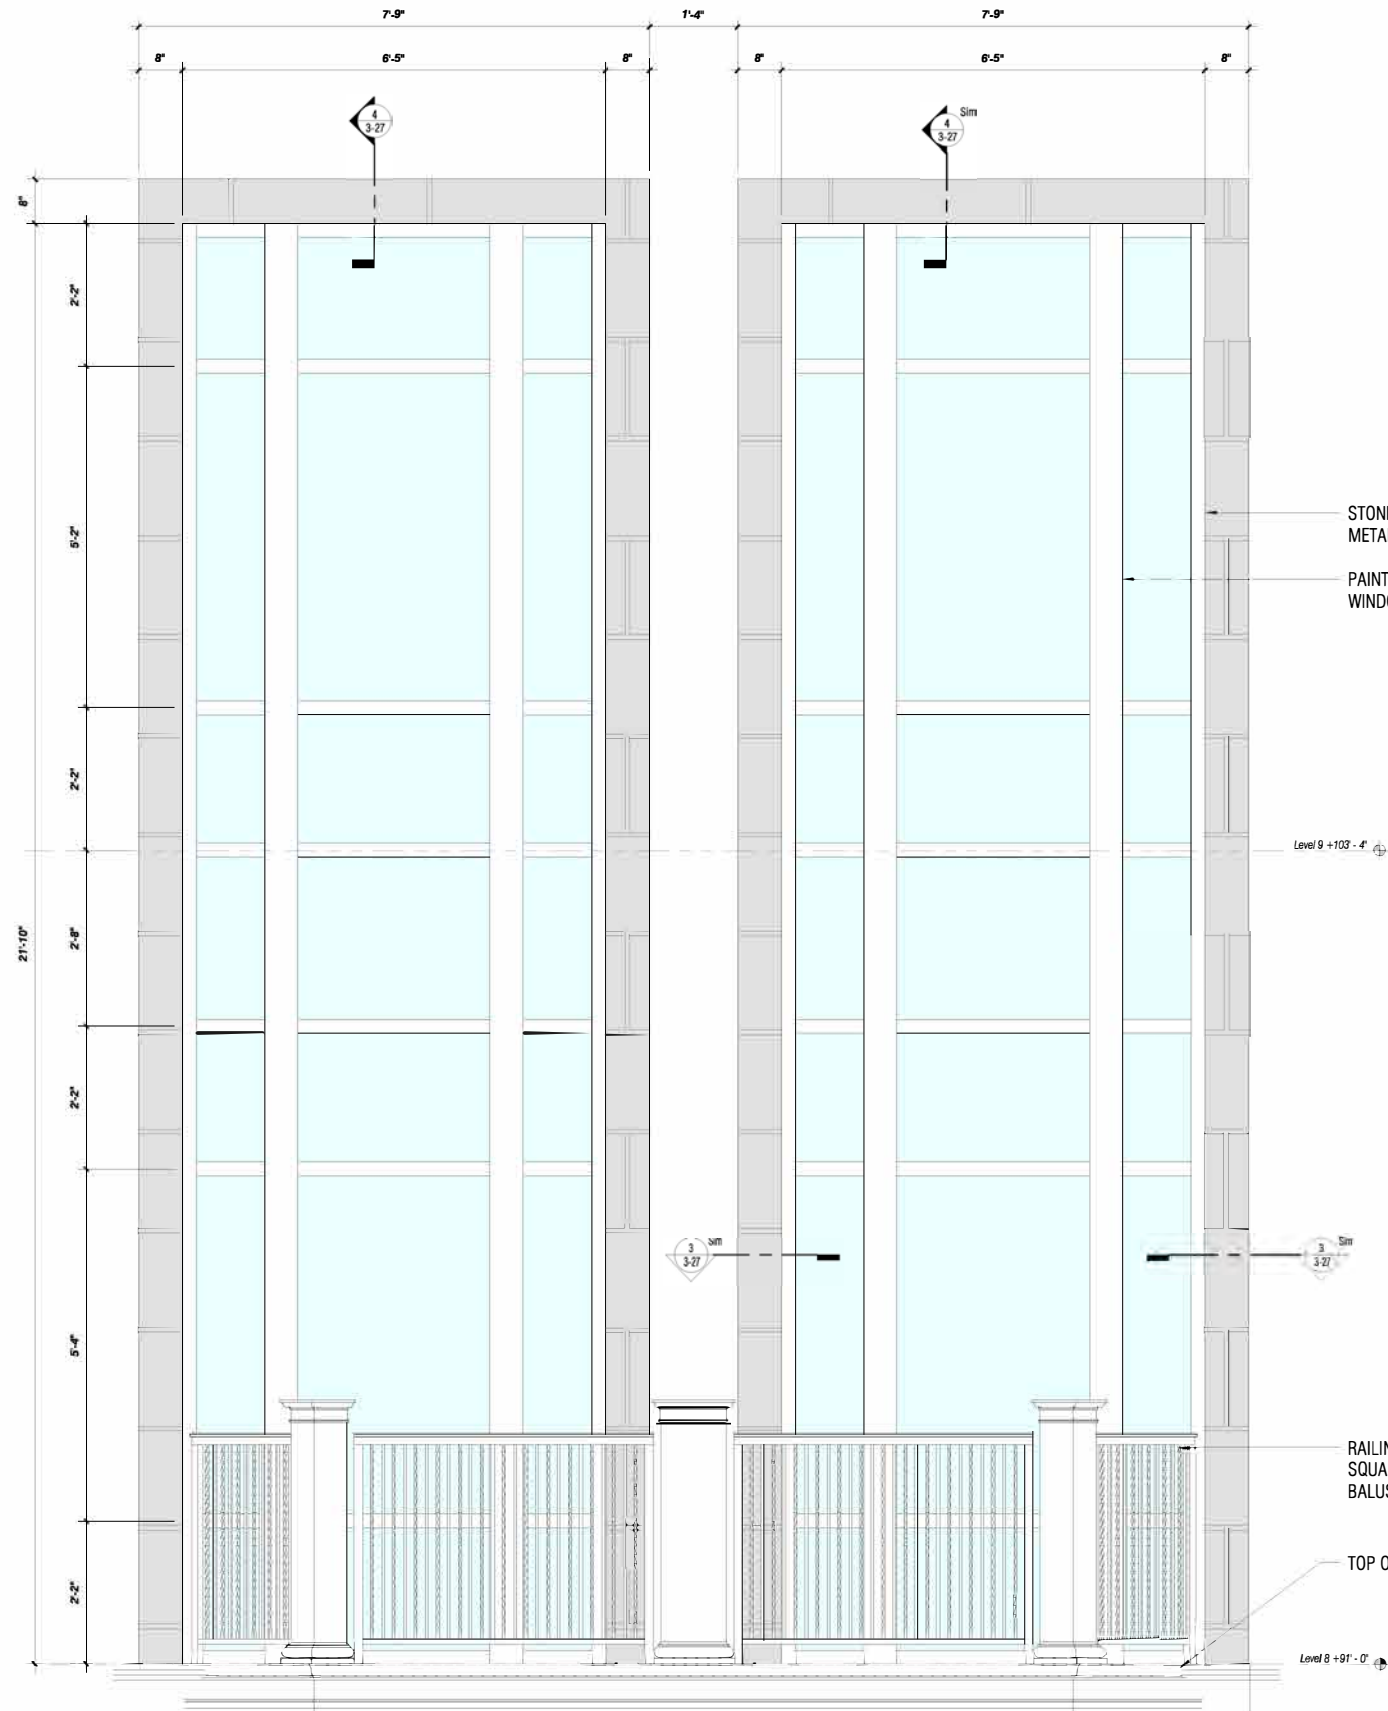 7'-9" 1'-4" 7'-9"
8" 6'-5" 8" 8" 6'-5" 8"
4
3-27
4
3-27
Sim
8"
2'-2"
5'-2"
2'-2"
2'-8"
2'-2"
5'-4"
2'-2"
21'-10"
STON
METAL
PAINT
WIND
Level 9 +103' - 4"
3
3-27
Sim
3
3-27
Sim
RAILIN
SQUA
BALUS
TOP O
Level 8 +91' - 0"